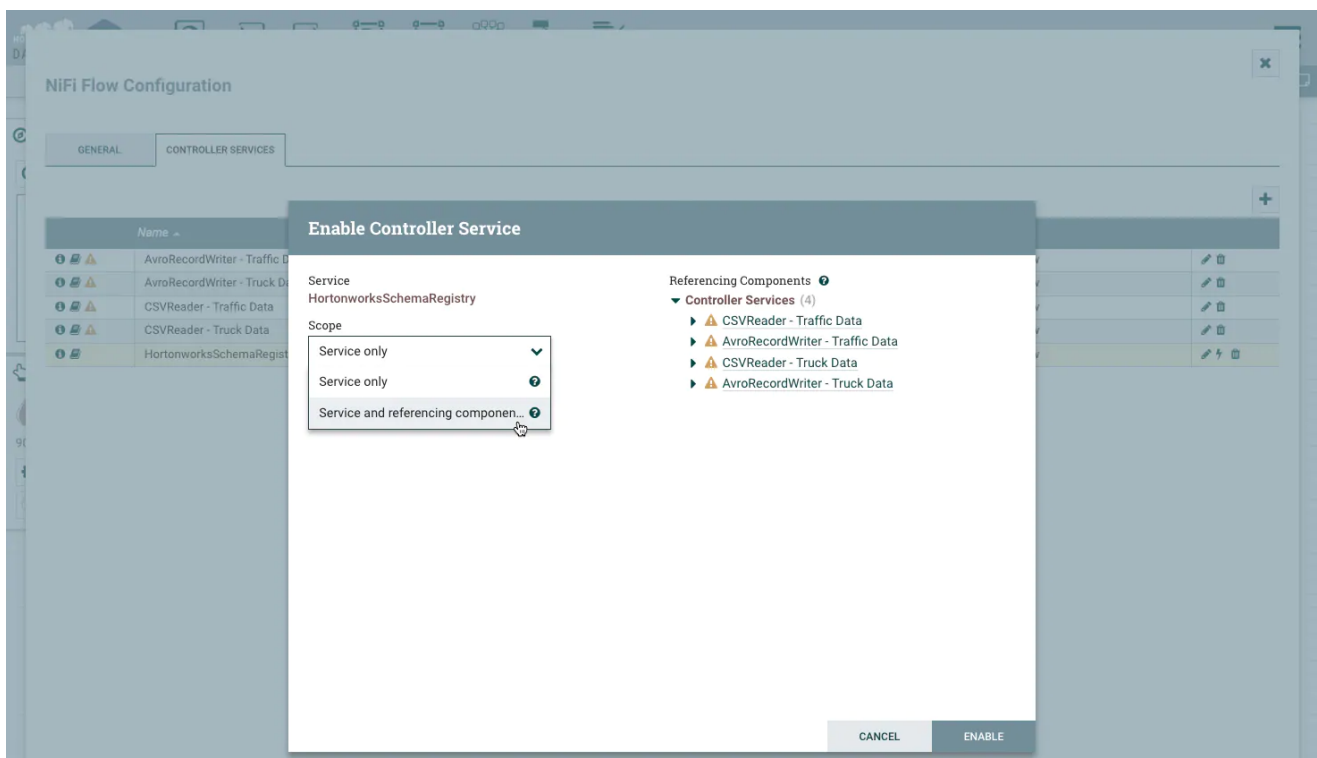 NiFi Flow Configuration
GENERAL
CONTROLLER SERVICES
Name
AvroRecordWriter - Traffic D
AvroRecordWriter - Truck Da
CSVReader - Traffic Data
CSVReader - Truck Data
HortonworksSchemaRegist
Enable Controller Service
Service
HortonworksSchemaRegistry
Scope
Service only
Service only
Service and referencing componen...
Referencing Components
Controller Services (4)
CSVReader - Traffic Data
AvroRecordWriter - Traffic Data
CSVReader - Truck Data
AvroRecordWriter - Truck Data
CANCEL
ENABLE